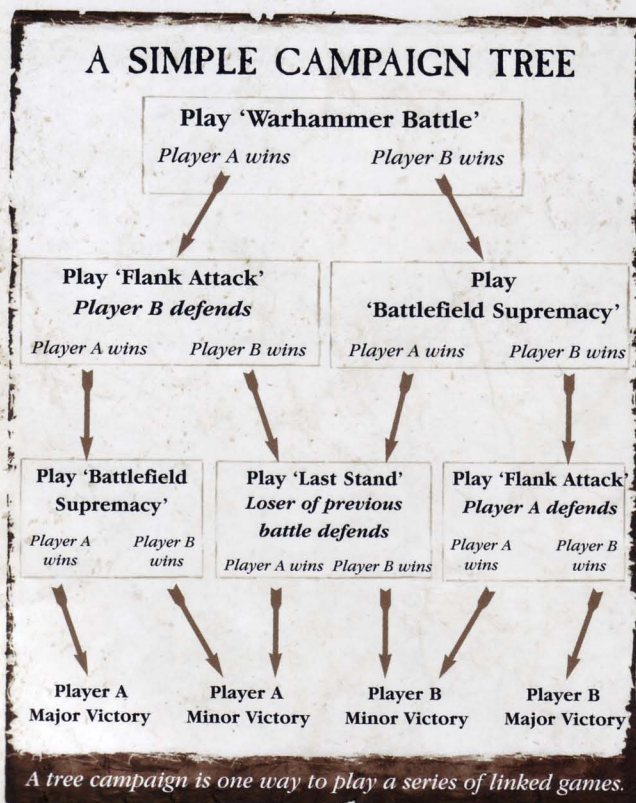 A SIMPLE CAMPAIGN TREE
Play ‘Warhammer Battle’
Player A wins
Player B wins
Play ‘Flank Attack’
Player B defends
Player A wins
Player B wins
Play
‘Battlefield Supremacy’
Player A wins
Player B wins
Play ‘Battlefield
Supremacy’
Player A
wins
Player B
wins
Play ‘Last Stand’
Loser of previous
battle defends
Player A wins
Player B wins
Play ‘Flank Attack’
Player A defends
Player A
wins
Player B
wins
Player A
Major Victory
Player A
Minor Victory
Player B
Minor Victory
Player B
Major Victory
A tree campaign is one way to play a series of linked games.